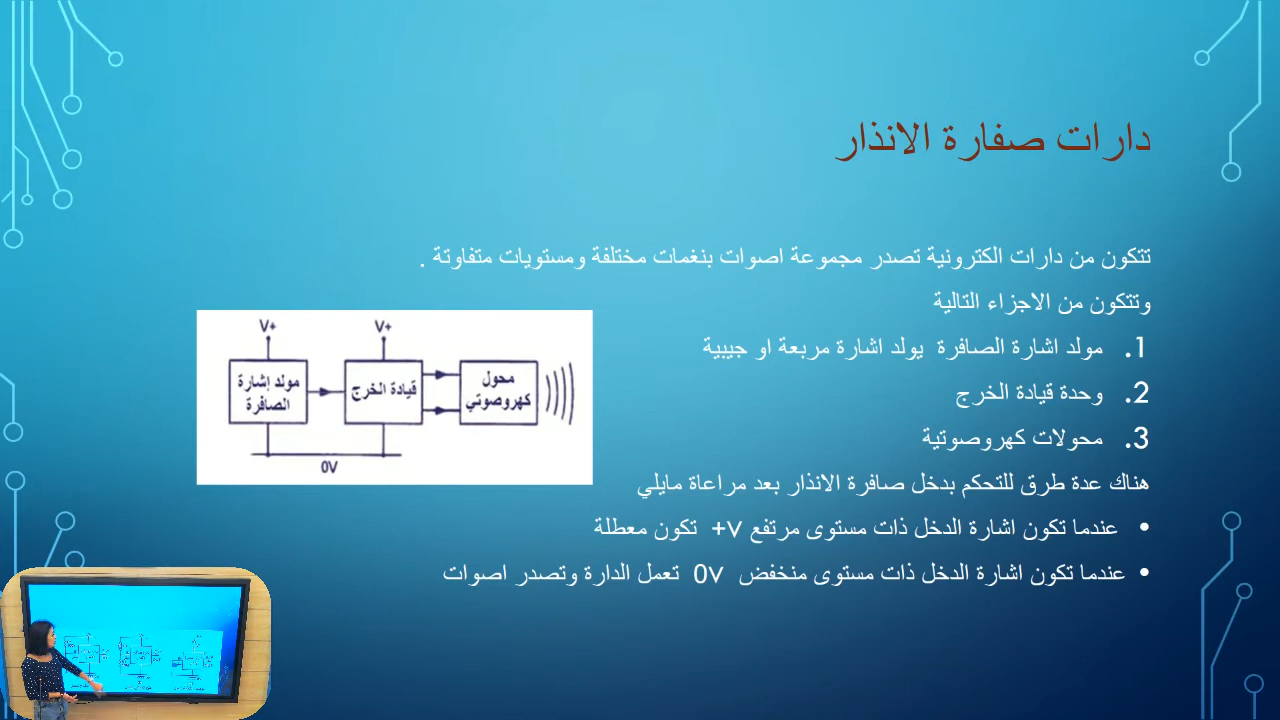 دارات صفارة الانذار
تتكون من دارات الكترونية تصدر مجموعة اصوات بنغمات مختلفة ومستويات متفاوتة .
وتتكون من الاجزاء التالية
1. مولد اشارة الصافرة يولد اشارة مربعة او جيبية
2. وحدة قيادة الخرج
3. محولات كهروصوتية
هناك عدة طرق للتحكم بدخل صافرة الانذار بعد مراعاة مايلي
• عندما تكون اشارة الدخل ذات مستوى مرتفع +v تكون معطلة
• عندما تكون اشارة الدخل ذات مستوى منخفض 0v تعمل الدارة وتصدر اصوات
V+
V+
مولد إشارة
الصافرة
قيادة الخرج
محول
كهروصوتي
0V